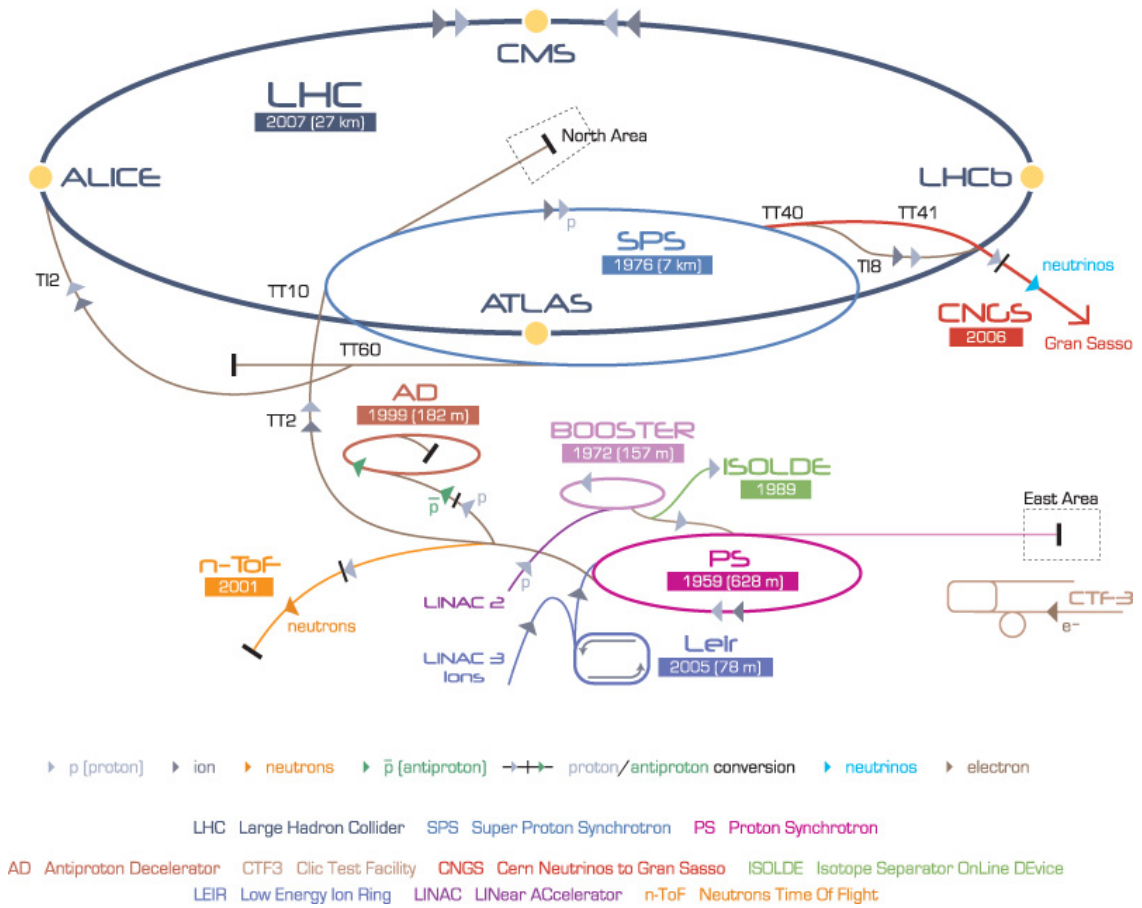 CMS
LHC
2007 (27 km)
North Area
ALICE
LHCb
TT40
TT41
p
SPS
1976 (7 km)
TI8
TI2
neutrinos
TT10
ATLAS
CNGS
2006
Gran Sasso
TT60
AD
1999 (182 m)
TT2
BOOSTER
1972 (157 m)
ISOLDE
1989
p̅
p
East Area
n-ToF
2001
PS
1959 (628 m)
p
LINAC 2
CTF-3
e-
neutrons
LINAC 3
Ions
LeIr
2005 (78 m)
p (proton) ion neutrons p̅ (antiproton) proton/antiproton conversion neutrinos electron
LHC Large Hadron Collider SPS Super Proton Synchrotron PS Proton Synchrotron
AD Antiproton Decelerator CTF3 Clic Test Facility CNGS Cern Neutrinos to Gran Sasso ISOLDE Isotope Separator OnLine DEvice
LEIR Low Energy Ion Ring LINAC LINear ACcelerator n-ToF Neutrons Time Of Flight